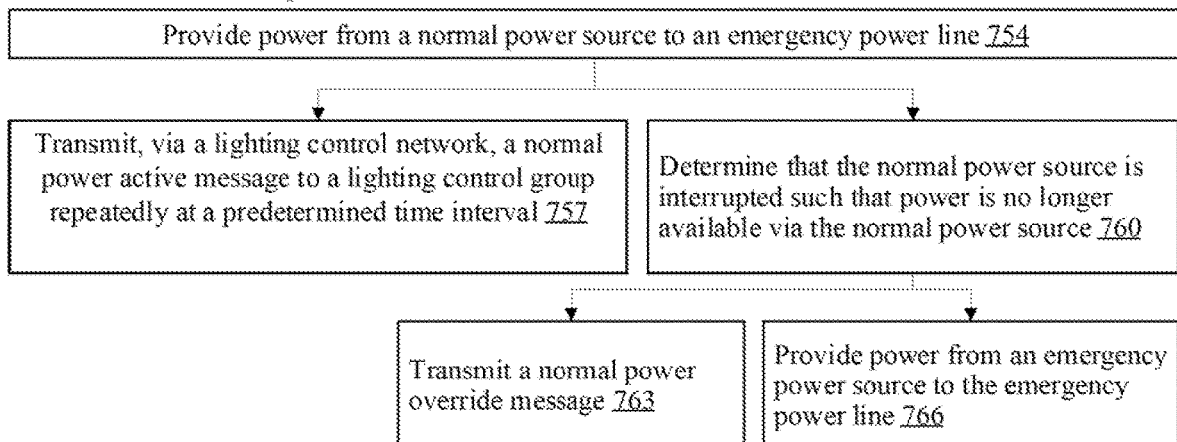 Provide power from a normal power source to an emergency power line 754
Transmit, via a lighting control network, a normal
power active message to a lighting control group
repeatedly at a predetermined time interval 757
Determine that the normal power source is
interrupted such that power is no longer
available via the normal power source 760
Transmit a normal power
override message 763
Provide power from an emergency
power source to the emergency
power line 766